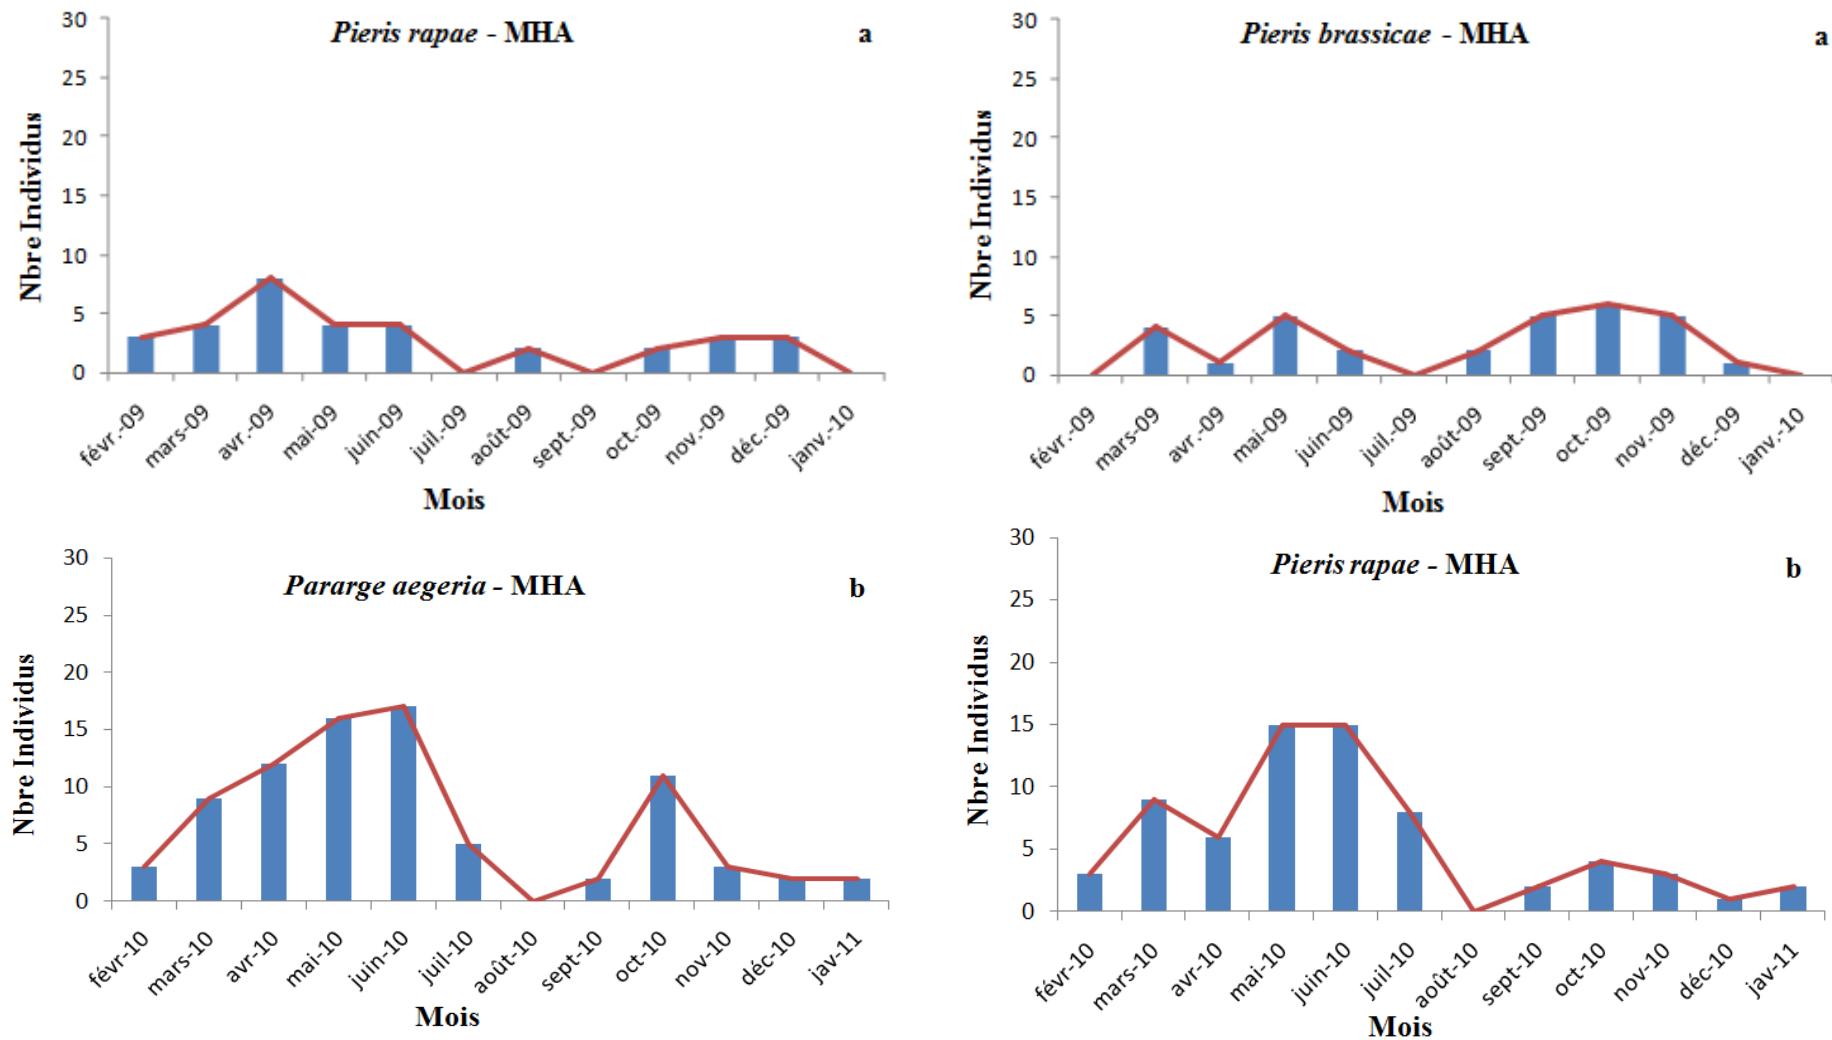 Pieris rapae - MHA
a
Nbre Individus
30
25
20
15
10
5
0
févr.-09
mars-09
avr.-09
mai-09
juin-09
juil.-09
août-09
sept.-09
oct.-09
nov.-09
déc.-09
janv.-10
Mois
Pieris brassicae - MHA
a
Nbre Individus
30
25
20
15
10
5
0
févr.-09
mars-09
avr.-09
mai-09
juin-09
juil.-09
août-09
sept.-09
oct.-09
nov.-09
déc.-09
janv.-10
Mois
Pararge aegeria - MHA
b
Nbre Individus
30
25
20
15
10
5
0
févr-10
mars-10
avr-10
mai-10
juin-10
juil-10
août-10
sept-10
oct-10
nov-10
déc-10
jav-11
Mois
Pieris rapae - MHA
b
Nbre Individus
30
25
20
15
10
5
0
févr-10
mars-10
avr-10
mai-10
juin-10
juil-10
août-10
sept-10
oct-10
nov-10
déc-10
jav-11
Mois